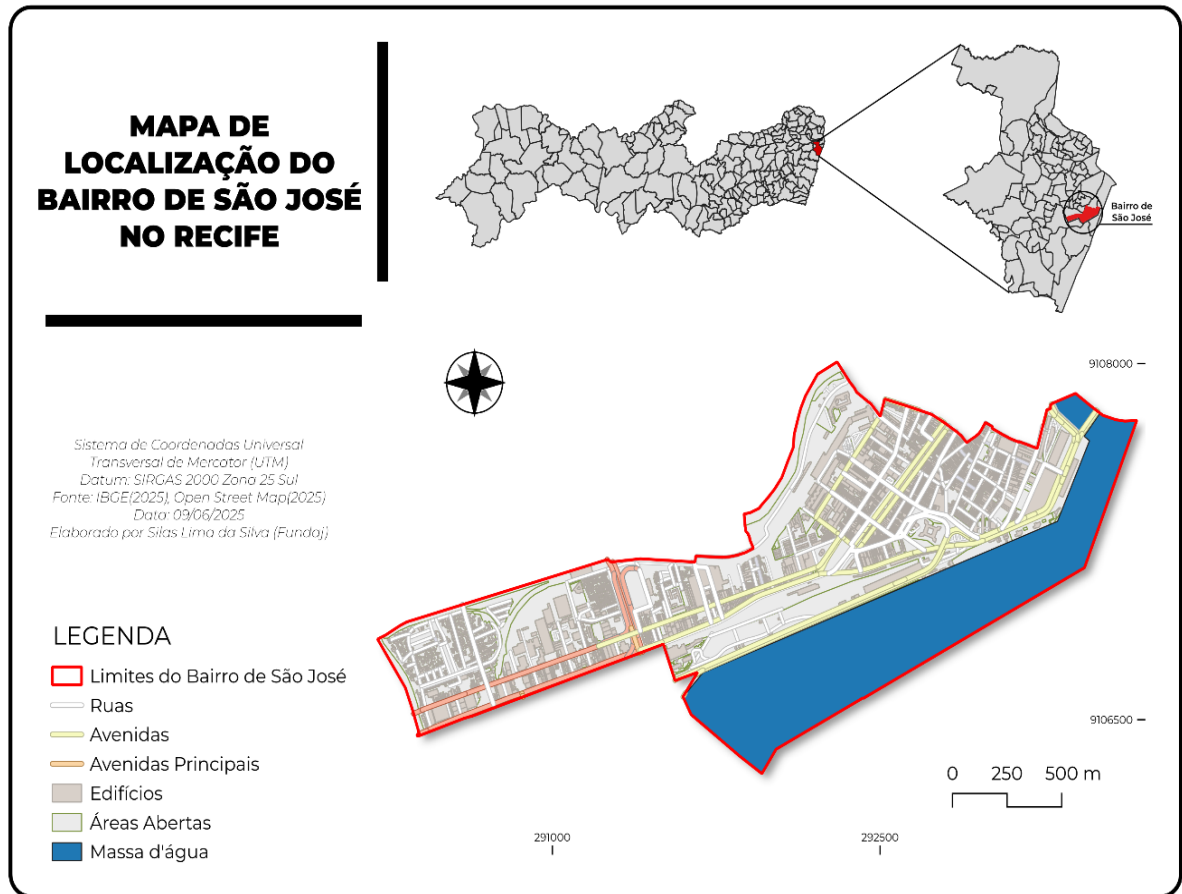 MAPA DE
LOCALIZAÇÃO DO
BAIRRO DE SÃO JOSÉ
NO RECIFE
Bairro de
São José
Sistema de Coordenadas Universal
Transversal de Mercator (UTM)
Datum: SIRGAS 2000 Zona 25 Sul
Fonte: IBGE(2025), Open Street Map(2025)
Data: 09/06/2025
Elaborado por Silas Lima da Silva (Fundaj)
9108000
9106500
LEGENDA
Limites do Bairro de São José
Ruas
Avenidas
Avenidas Principais
Edifícios
Áreas Abertas
Massa d'água
0 250 500 m
291000 292500